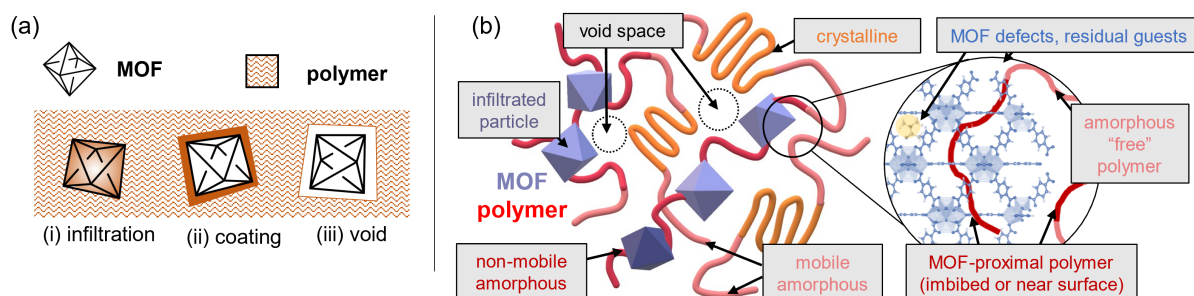 (a)
MOF
polymer
(i) infiltration
(ii) coating
(iii) void
(b)
void space
crystalline
MOF defects, residual guests
infiltrated
particle
amorphous
“free”
polymer
MOF
polymer
non-mobile
amorphous
mobile
amorphous
MOF-proximal polymer
(imbibed or near surface)